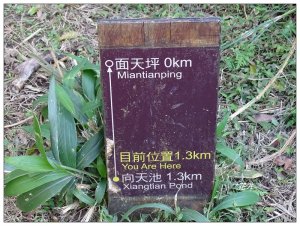 面天坪 0km
Miantianping
目前位置1.3km
You Are Here
向天池 1.3km
Xiangtian Pond